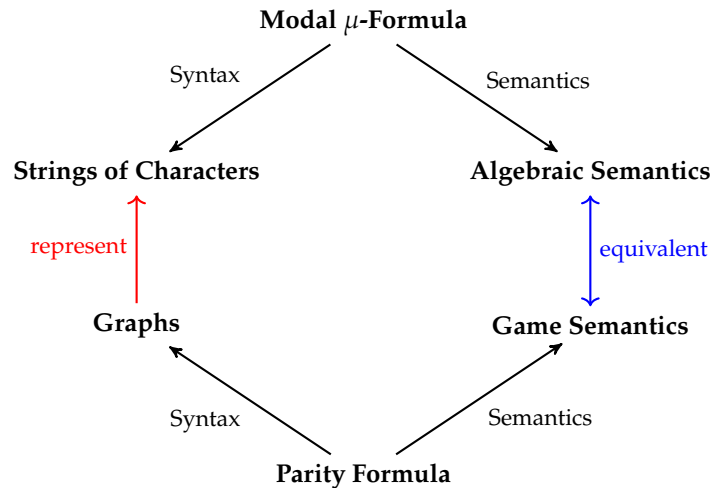 Modal μ-Formula
Syntax
Semantics
Strings of Characters
Algebraic Semantics
represent
equivalent
Graphs
Game Semantics
Syntax
Semantics
Parity Formula